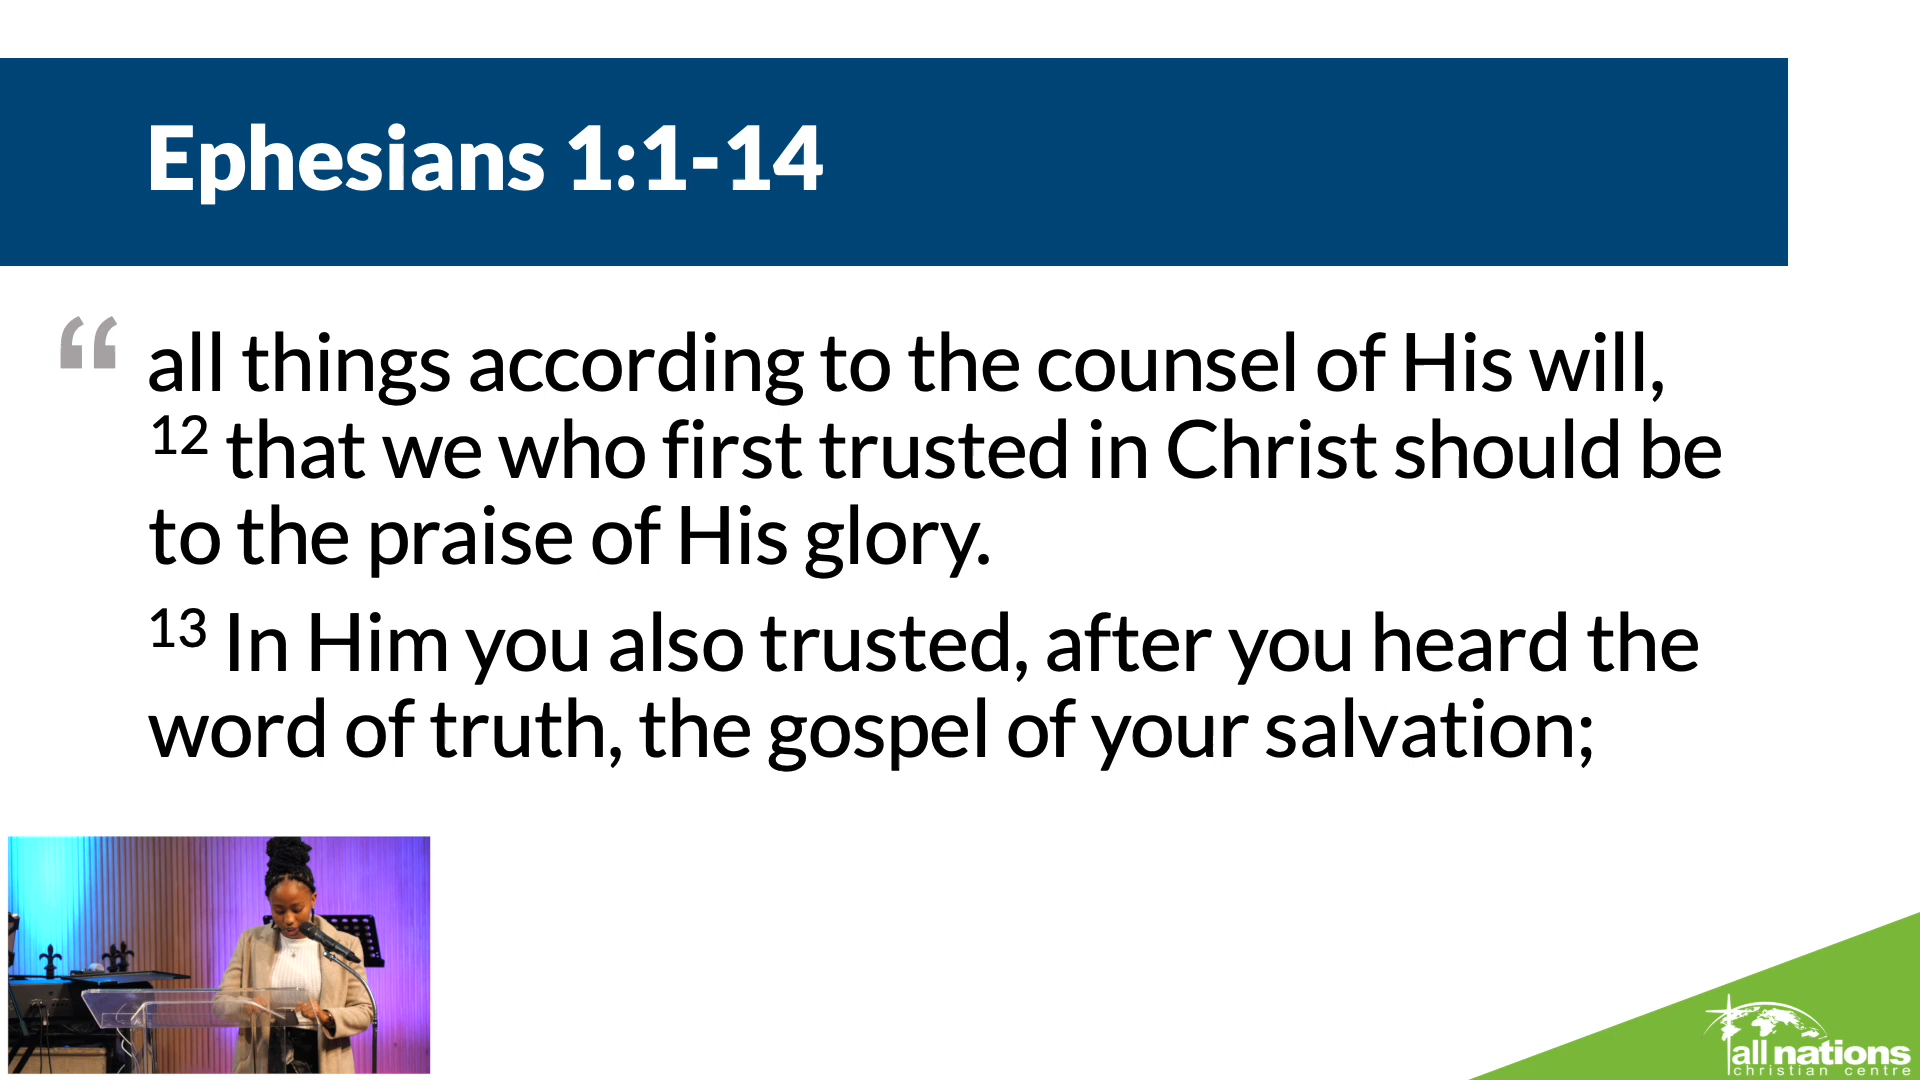 Ephesians 1:1-14
“ all things according to the counsel of His will,
12 that we who first trusted in Christ should be
to the praise of His glory.
13 In Him you also trusted, after you heard the
word of truth, the gospel of your salvation;
all nations
christian centre